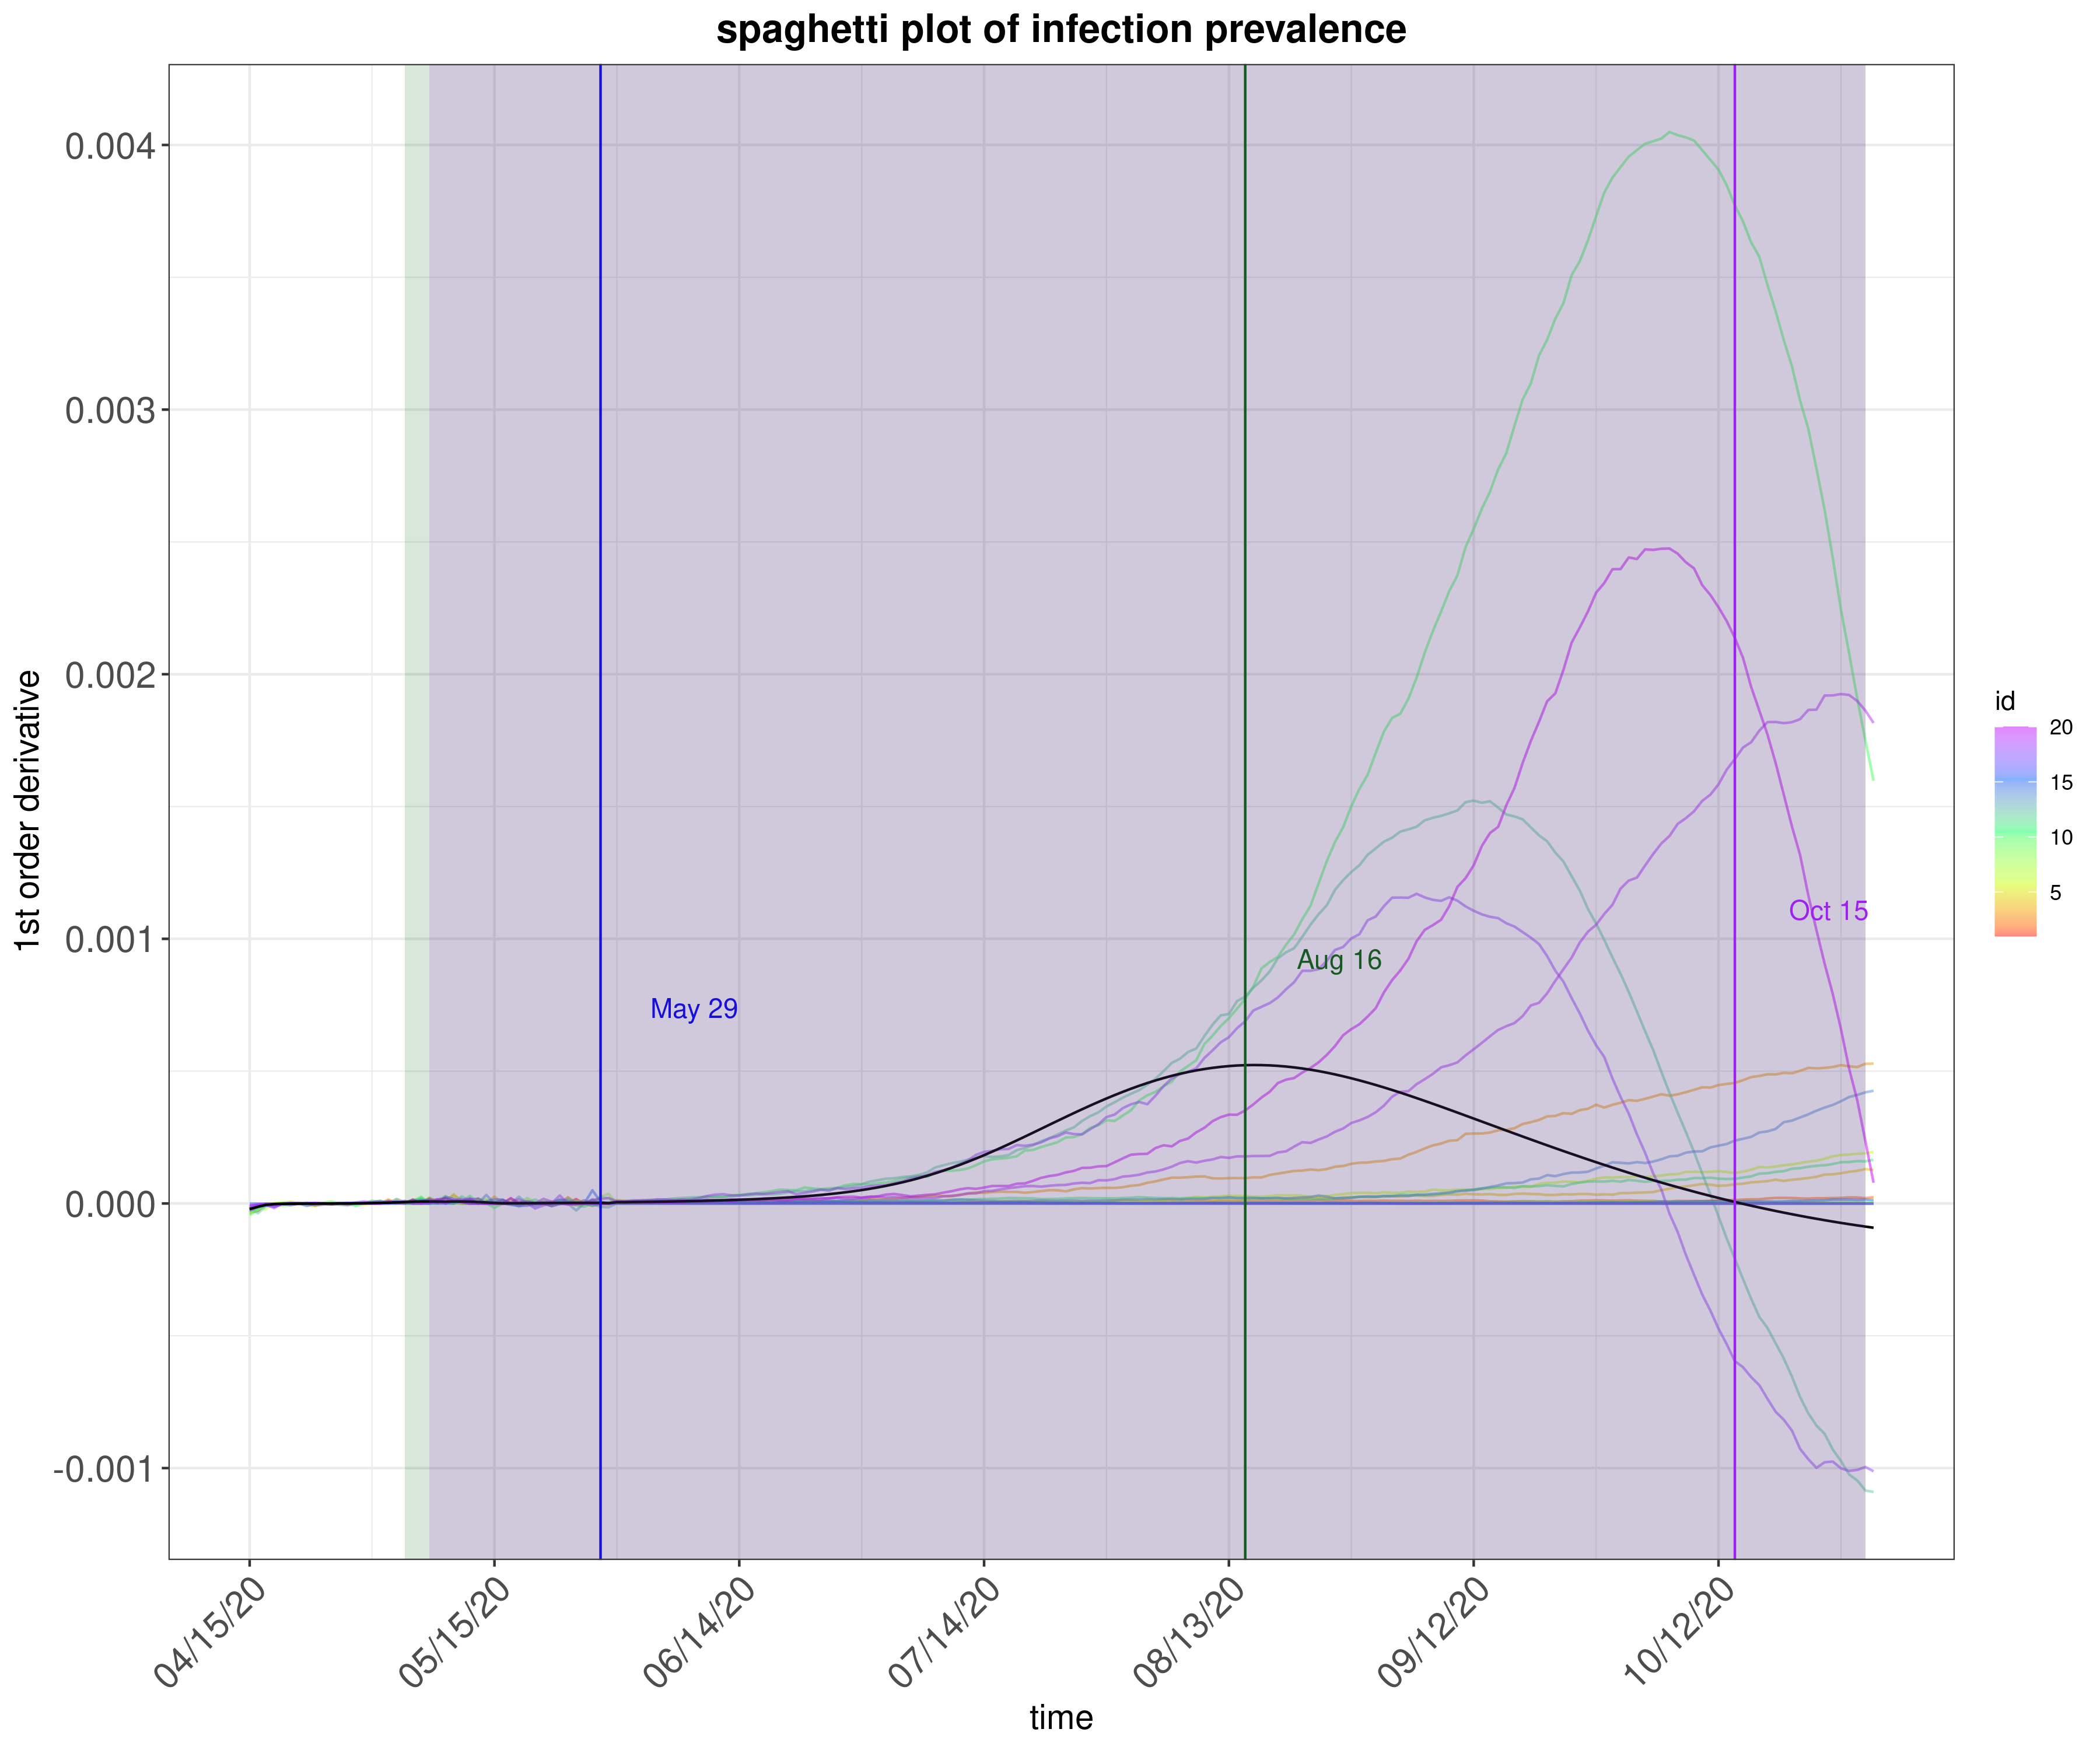 spaghetti plot of infection prevalence
1st order derivative
0.004
0.003
0.002
0.001
0.000
-0.001
May 29
Aug 16
Oct 15
04/15/20
05/15/20
06/14/20
07/14/20
08/13/20
09/12/20
10/12/20
time
id
20
15
10
5